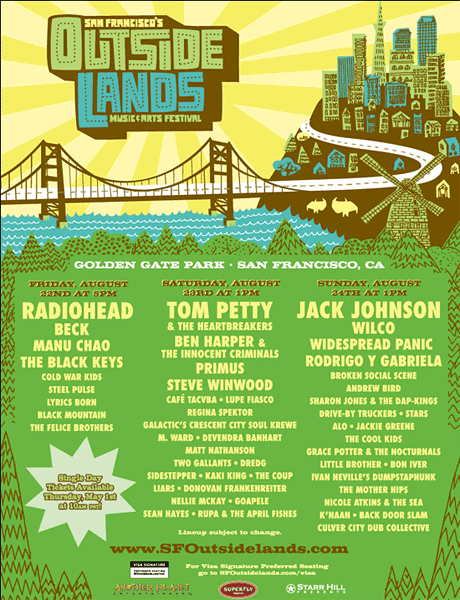 SAN FRANCISCO'S
OUTSIDE
LANDS
MUSIC & ARTS FESTIVAL
GOLDEN GATE PARK · SAN FRANCISCO, CA
FRIDAY, AUGUST
22ND AT 5PM
RADIOHEAD
BECK
MANU CHAO
THE BLACK KEYS
COLD WAR KIDS
STEEL PULSE
LYRICS BORN
BLACK MOUNTAIN
THE FELICE BROTHERS
Single Day
Tickets Available
Thursday, May 1st
at 10AM PST!
SATURDAY, AUGUST
23RD AT 1PM
TOM PETTY
& THE HEARTBREAKERS
BEN HARPER &
THE INNOCENT CRIMINALS
PRIMUS
STEVE WINWOOD
CAFÉ TACVBA • LUPE FIASCO
REGINA SPEKTOR
GALACTIC'S CRESCENT CITY SOUL KREWE
M. WARD • DEVENDRA BANHART
MATT NATHANSON
TWO GALLANTS • DREDG
SIDESTEPPER • KAKI KING • THE COUP
LIARS • DONOVAN FRANKENREITER
NELLIE MCKAY • GOAPELE
SEAN HAYES • RUPA & THE APRIL FISHES
SUNDAY, AUGUST
24TH AT 1PM
JACK JOHNSON
WILCO
WIDESPREAD PANIC
RODRIGO Y GABRIELA
BROKEN SOCIAL SCENE
ANDREW BIRD
SHARON JONES & THE DAP-KINGS
DRIVE-BY TRUCKERS • STARS
ALO • JACKIE GREENE
THE COOL KIDS
GRACE POTTER & THE NOCTURNALS
LITTLE BROTHER • BON IVER
IVAN NEVILLE'S DUMPSTAPHUNK
THE MOTHER HIPS
NICOLE ATKINS & THE SEA
K'NAAN • BACK DOOR SLAM
CULVER CITY DUB COLLECTIVE
Lineup subject to change.
www.SFOutsidelands.com
For Visa Signature Preferred Seating
go to SFOutsidelands.com/visa
VISA SIGNATURE
ANOTHER PLANET
ENTERTAINMENT
SUPERFLY
STARR HILL
PRESENTS